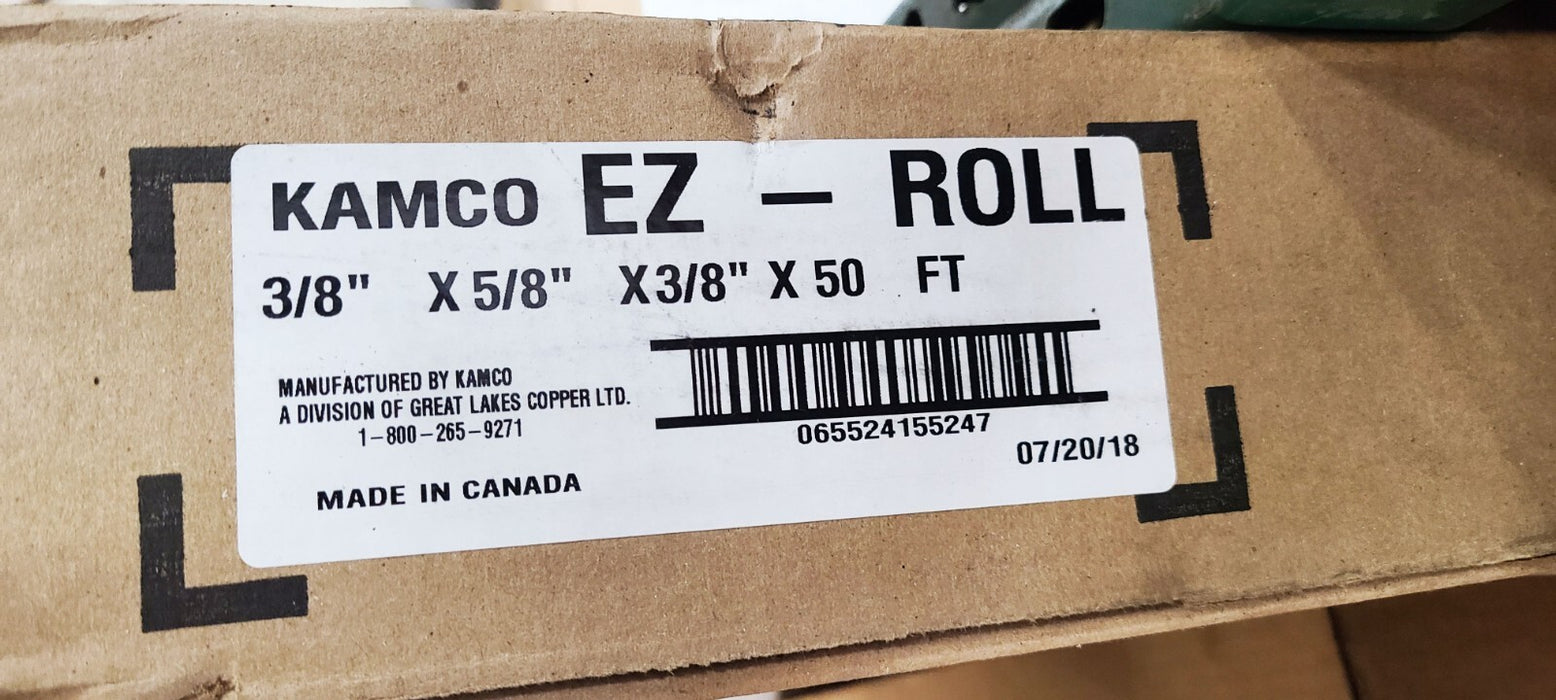 KAMCO EZ - ROLL
3/8" X 5/8" X 3/8" X 50 FT
MANUFACTURED BY KAMCO
A DIVISION OF GREAT LAKES COPPER LTD.
1-800-265-9271
065524155247
07/20/18
MADE IN CANADA